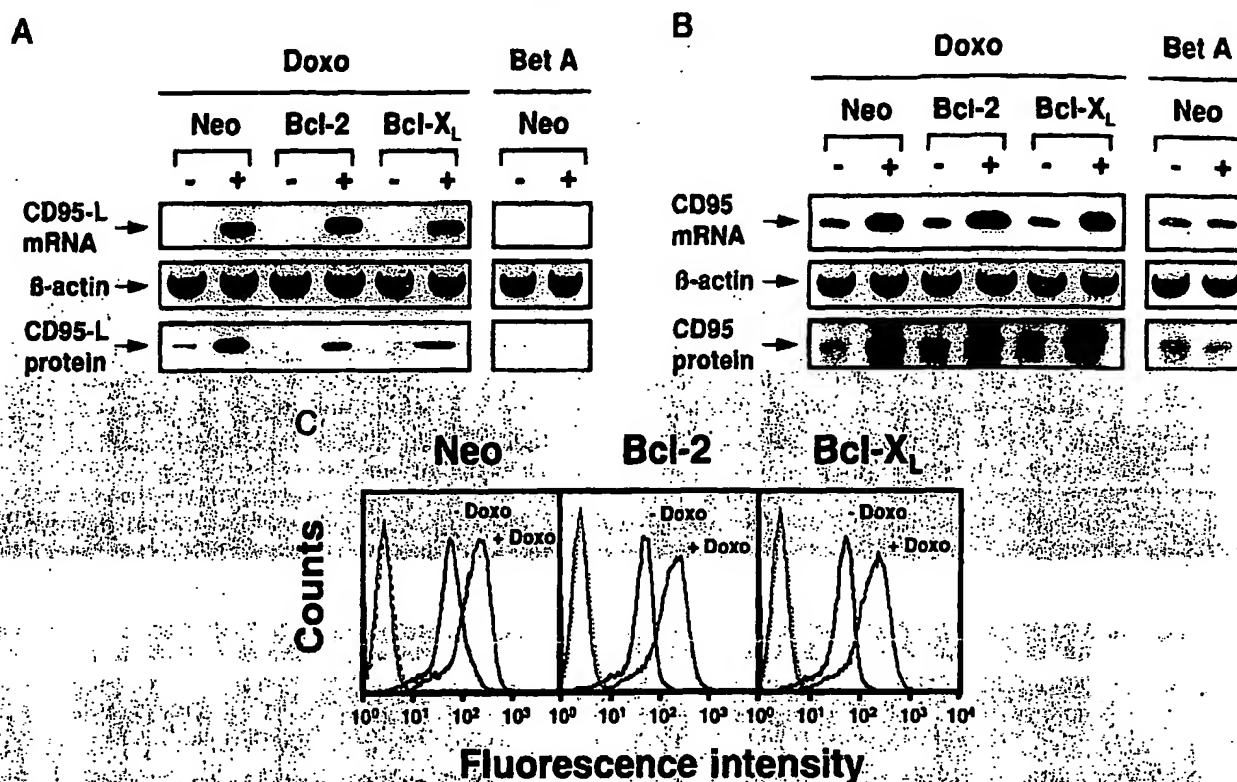 A
Doxo
Bet A
Neo
Bcl-2
Bcl-XL
Neo
- + - + - + - +
CD95-L mRNA
ß-actin
CD95-L protein
B
Doxo
Bet A
Neo
Bcl-2
Bcl-XL
Neo
- + - + - + - +
CD95 mRNA
ß-actin
CD95 protein
C
Neo
Bcl-2
Bcl-XL
Counts
Doxo
+ Doxo
- Doxo
+ Doxo
- Doxo
+ Doxo
10⁰ 10¹ 10² 10³ 10⁰ 10¹ 10² 10³ 10⁰ 10¹ 10² 10³ 10⁴
Fluorescence intensity